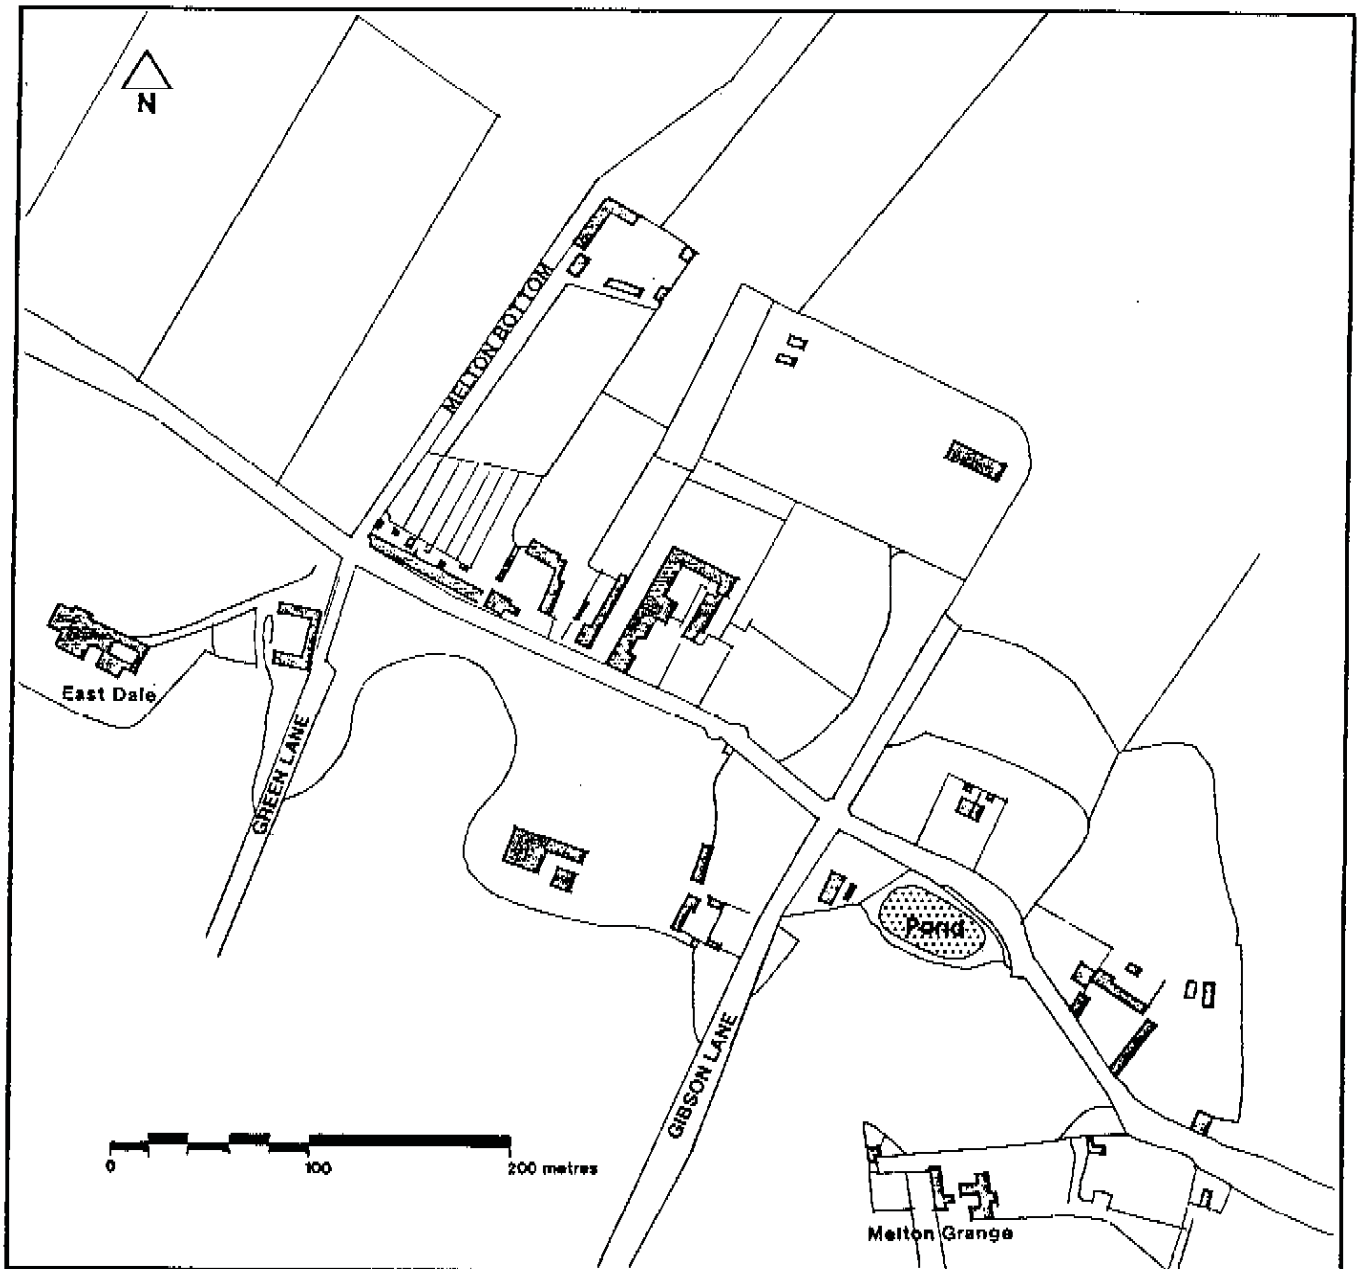 N
MELTON BOTTOM
East Dale
GREEN LANE
Pond
GIBSON LANE
0
100
200 metres
Melton Grange